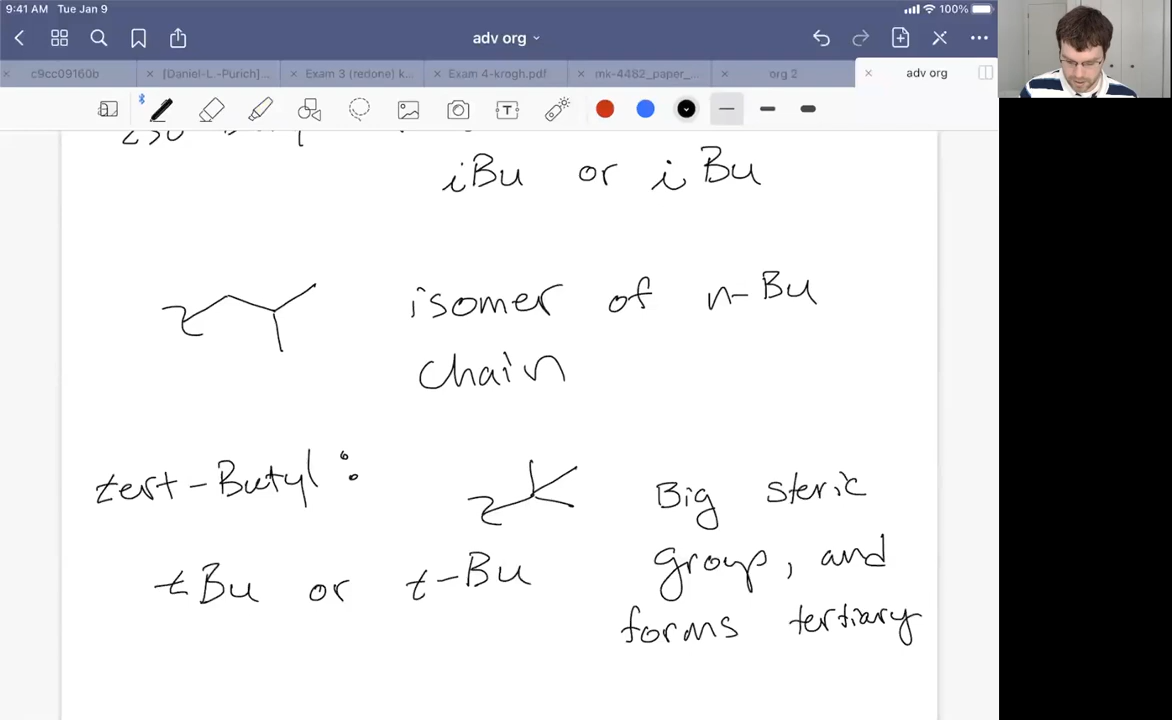 9:41 AM Tue Jan 9
100%
adv org
c9cc09160b
[Daniel-L.-Purich]...
Exam 3 (redone) k...
Exam 4-krogh.pdf
mk-4482_paper_...
org 2
adv org
iBu or i Bu
isomer of n-Bu
chain
tert-Butyl:
Big steric
group, and
tBu or t-Bu
forms tertiary